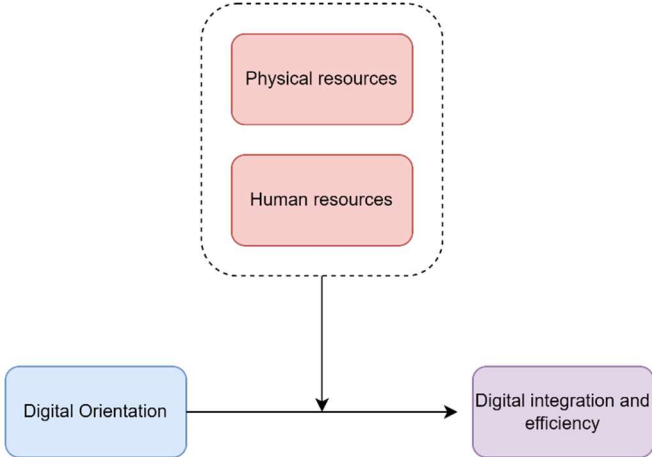 Physical resources
Human resources
Digital Orientation
Digital integration and
efficiency